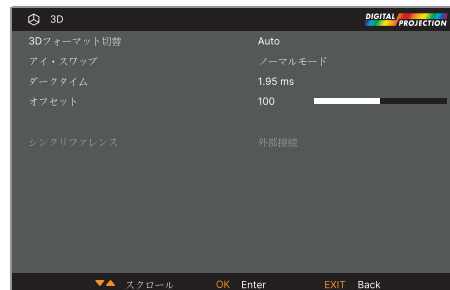 3D
DIGITAL PROJECTION
3Dフォーマット切替 Auto
アイ・スワップ ノーマルモード
ダークタイム 1.95 ms
オフセット 100
シンクリファレンス 外部接続
スクロール OK Enter EXIT Back